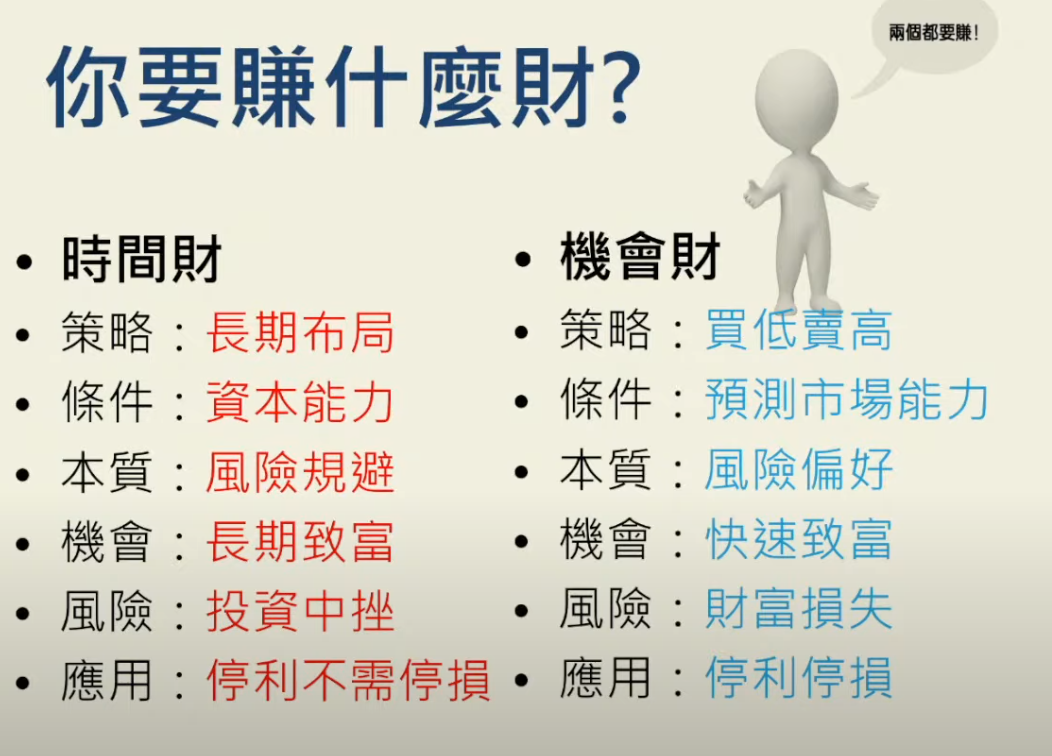 兩個都要賺!
你要賺什麼財?
• 時間財
• 策略：長期布局
• 條件：資本能力
• 本質：風險規避
• 機會：長期致富
• 風險：投資中挫
• 應用：停利不需停損
• 機會財
• 策略：買低賣高
• 條件：預測市場能力
• 本質：風險偏好
• 機會：快速致富
• 風險：財富損失
• 應用：停利停損